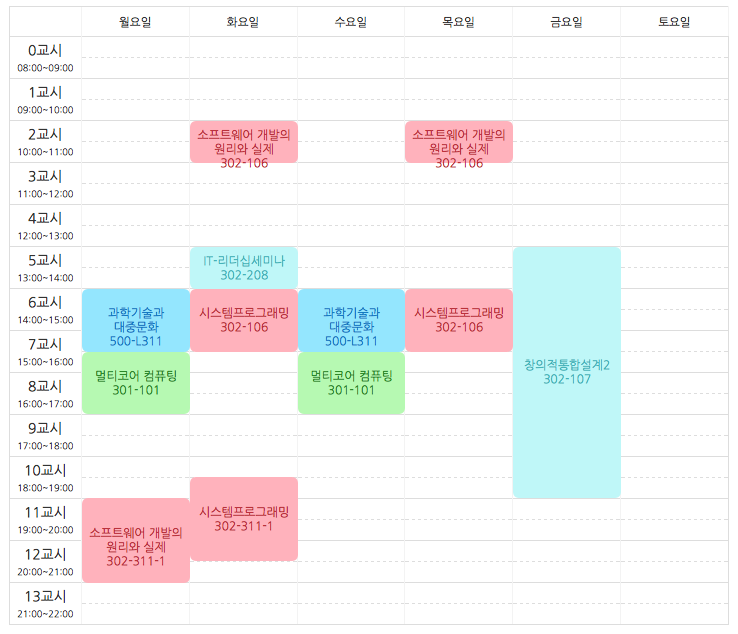 월요일 화요일 수요일 목요일 금요일 토요일
0교시
08:00~09:00
1교시
09:00~10:00
2교시
10:00~11:00
소프트웨어 개발의
원리와 실제
302-106
소프트웨어 개발의
원리와 실제
302-106
3교시
11:00~12:00
4교시
12:00~13:00
5교시
13:00~14:00
IT-리더십세미나
302-208
6교시
14:00~15:00
과학기술과
대중문화
500-L311
시스템프로그래밍
302-106
과학기술과
대중문화
500-L311
시스템프로그래밍
302-106
7교시
15:00~16:00
창의적통합설계2
302-107
8교시
16:00~17:00
멀티코어 컴퓨팅
301-101
멀티코어 컴퓨팅
301-101
9교시
17:00~18:00
10교시
18:00~19:00
11교시
19:00~20:00
시스템프로그래밍
302-311-1
소프트웨어 개발의
원리와 실제
302-311-1
12교시
20:00~21:00
13교시
21:00~22:00